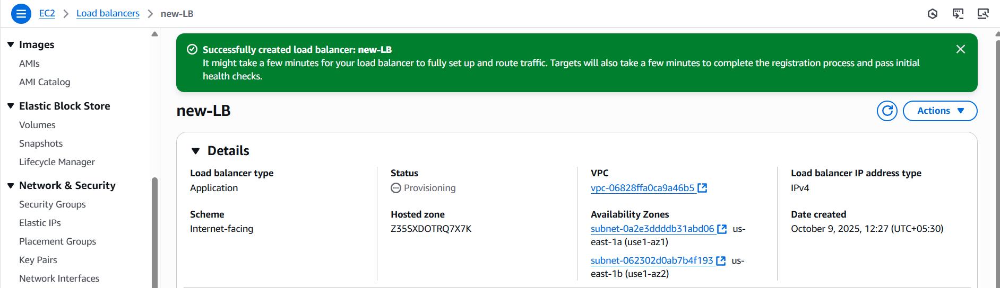 EC2 > Load balancers > new-LB
Images
AMIs
AMI Catalog
Elastic Block Store
Volumes
Snapshots
Lifecycle Manager
Network & Security
Security Groups
Elastic IPs
Placement Groups
Key Pairs
Network Interfaces
Successfully created load balancer: new-LB
It might take a few minutes for your load balancer to fully set up and route traffic. Targets will also take a few minutes to complete the registration process and pass initial
health checks.
new-LB
Actions
Details
Load balancer type
Application
Scheme
Internet-facing
Status
Provisioning
Hosted zone
Z35SXDOTRQ7X7K
VPC
vpc-06828ffa0ca9a46b5
Availability Zones
subnet-0a2e3ddddb31abd06 us-
east-1a (use1-az1)
subnet-062302d0ab7b4f193 us-
east-1b (use1-az2)
Load balancer IP address type
IPv4
Date created
October 9, 2025, 12:27 (UTC+05:30)